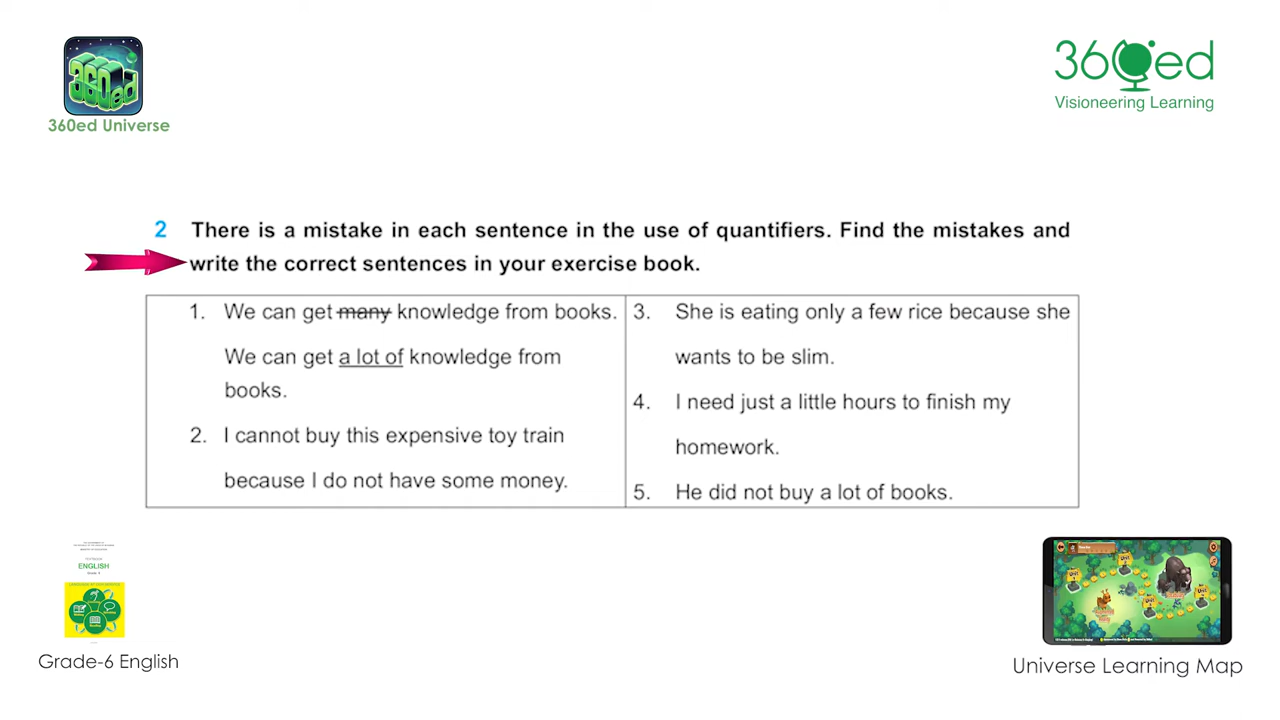 360ed
360ed Universe
360ed
Visioneering Learning
2 There is a mistake in each sentence in the use of quantifiers. Find the mistakes and
write the correct sentences in your exercise book.
1. We can get many knowledge from books.
We can get a lot of knowledge from
books.
2. I cannot buy this expensive toy train
because I do not have some money.
3. She is eating only a few rice because she
wants to be slim.
4. I need just a little hours to finish my
homework.
5. He did not buy a lot of books.
ENGLISH
Grade-6 English
Universe Learning Map